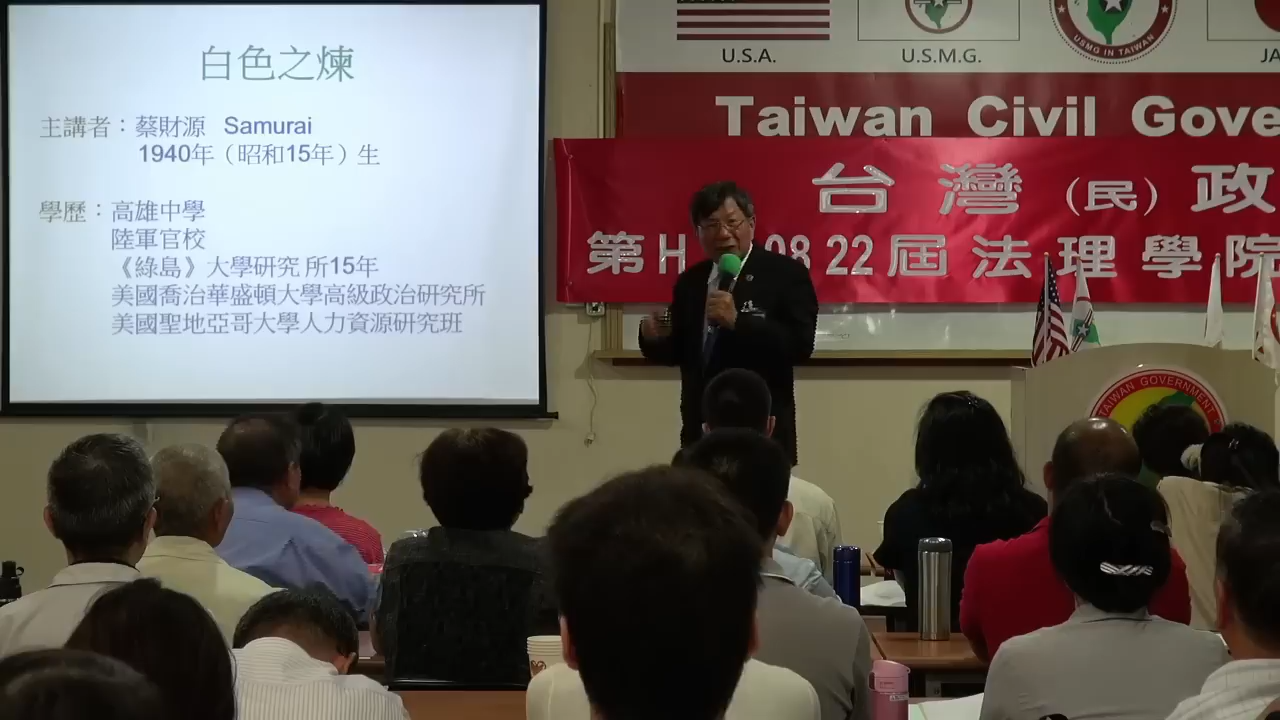 白色之煉
主講者：蔡財源 Samurai
1940年（昭和15年）生
學歷：高雄中學
陸軍官校
《綠島》大學研究 所15年
美國喬治華盛頓大學高級政治研究所
美國聖地亞哥大學人力資源研究班
U.S.A.
U.S.M.G.
USMG IN TAIWAN
JA
Taiwan Civil Gove
台灣（民）政
第H 08 22屆法理學院
TAIWAN GOVERNMENT